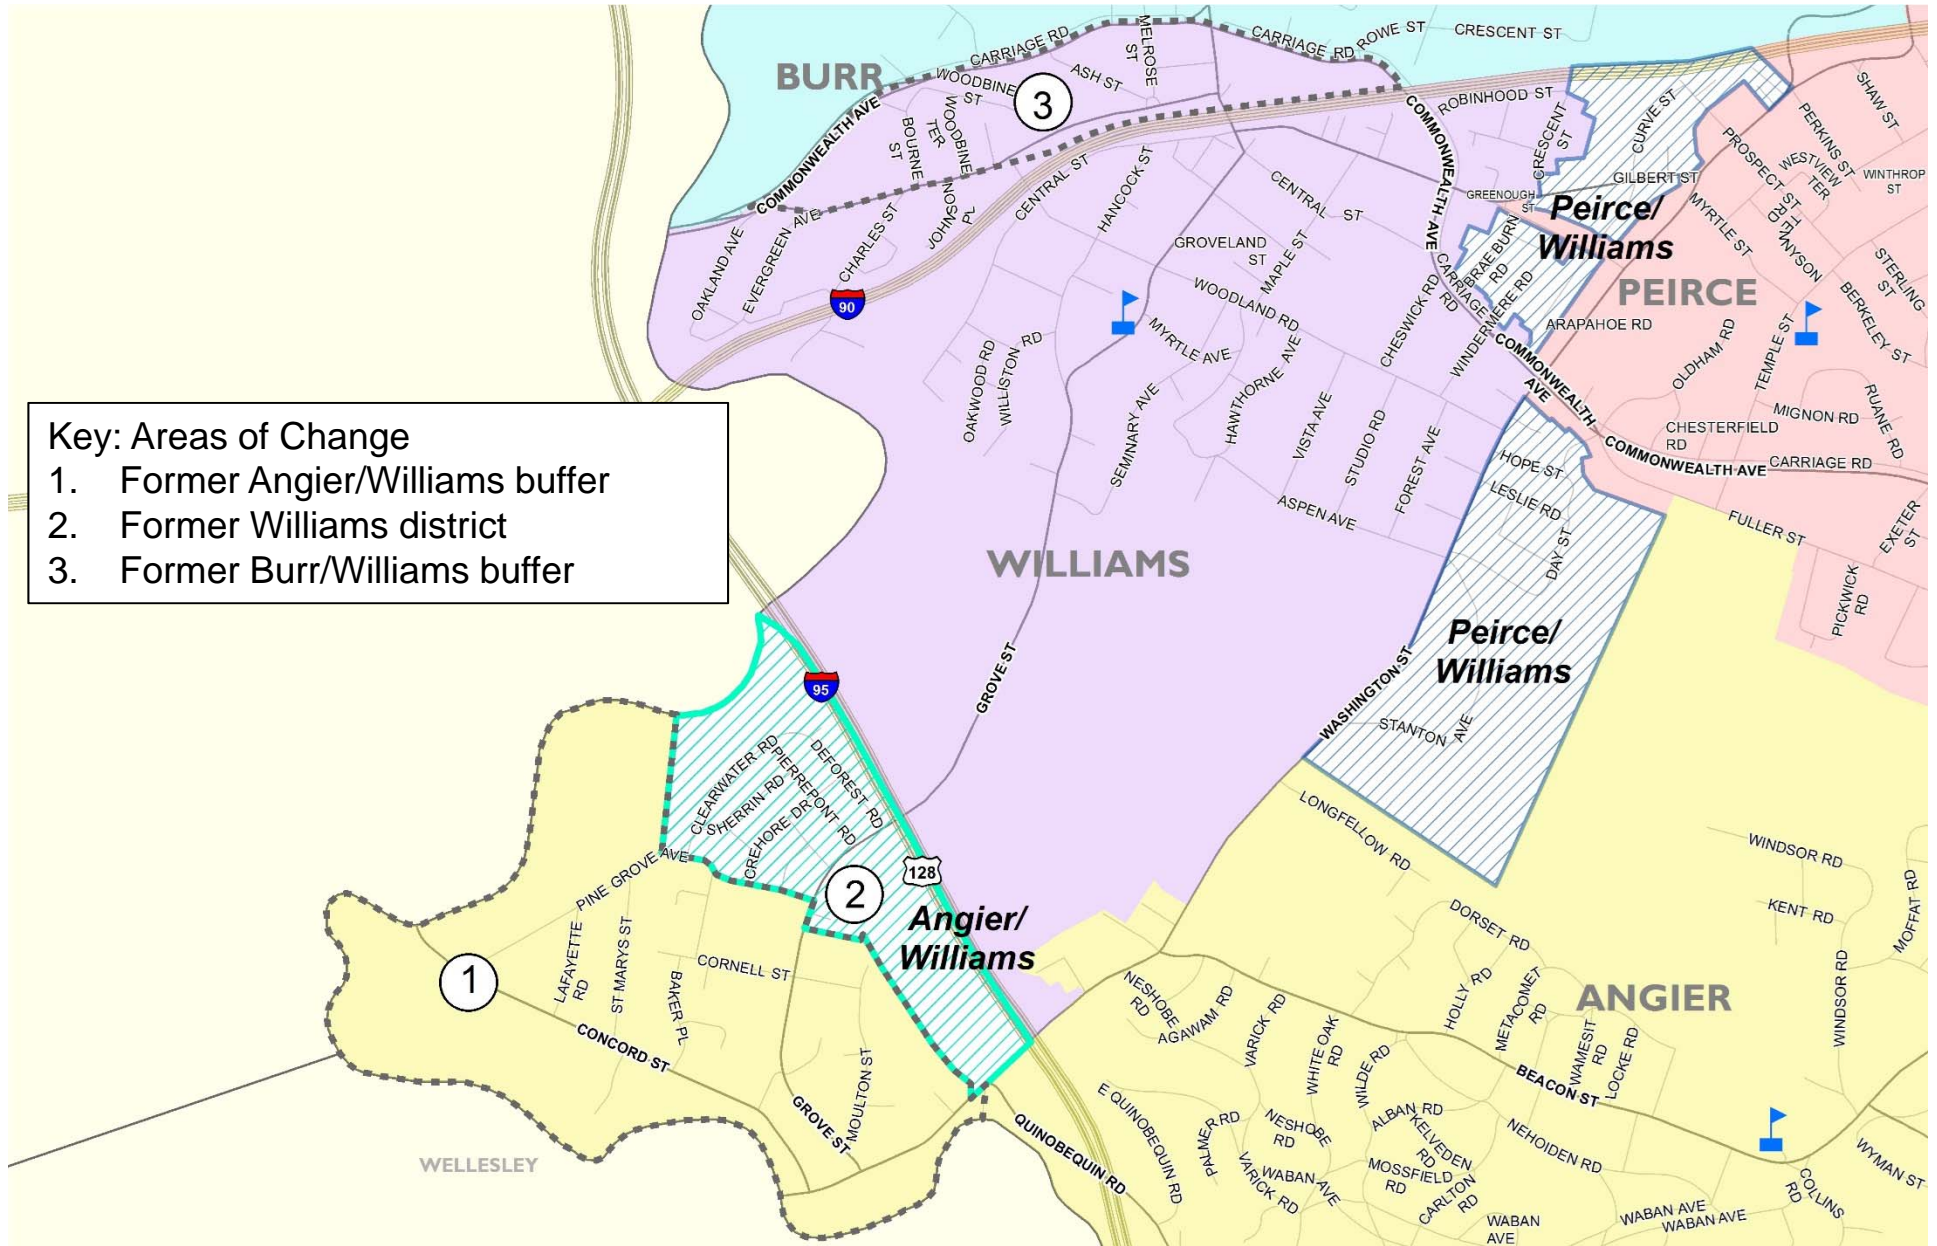 CARRIAGE RD
MELROSE
ST
CARRIAGE RD
ROWE ST
CRESCENT ST
BURR
WOODBINE
ST
ASH ST
3
COMMONWEALTH AVE
BOURNE
ST
WOODBINE
TER
ROBINHOOD ST
CRESCENT
ST
CURVE ST
SHAW ST
PERKINS ST
PROSPECT ST
WESTVIEW
TER
WINTHROP
ST
COMMONWEALTH AVE
CENTRAL ST
HANCOCK ST
CENTRAL ST
GREENOUGH
ST
GILBERT ST
Peirce/
Williams
MYRTLE ST
TENNYSON
RD
OAKLAND AVE
EVERGREEN AVE
CHARLES ST
JOHNSON
PL
GROVELAND
ST
MAPLE ST
WOODLAND RD
CHESWICK RD
CARRIAGE
RD
BRAEBURN
RD
WINDERMERE RD
PEIRCE
STERLING
ST
BERKELEY ST
90
MYRTLE AVE
ARAPAHOE RD
OLDHAM RD
TEMPLE ST
OAKWOOD RD
WILLISTON RD
SEMINARY AVE
HAWTHORNE AVE
VISTA AVE
STUDIO RD
FOREST AVE
COMMONWEALTH
AVE
MIGNON RD
RUANE RD
CHESTERFIELD
RD
COMMONWEALTH AVE
CARRIAGE RD
Key: Areas of Change
1. Former Angier/Williams buffer
2. Former Williams district
3. Former Burr/Williams buffer
HOPE ST
LESLIE RD
DAY ST
ASPEN AVE
FULLER ST
EXETER
ST
PICKWICK
RD
WILLIAMS
Peirce/
Williams
GROVE ST
WASHINGTON ST
STANTON
AVE
95
CLEARWATER RD
PIERREPONT RD
DEFOREST RD
SHERRIN RD
CREHORE DR
LONGFELLOW RD
WINDSOR RD
128
2
Angier/
Williams
PINE GROVE AVE
KENT RD
MOFFAT RD
DORSET RD
1
LAFAYETTE
RD
ST MARYS ST
BAKER PL
CORNELL ST
NESHOBE
RD
AGAWAM RD
VARICK RD
WHITE OAK
RD
HOLLY RD
METACOMET
RD
ANGIER
WINDSOR RD
CONCORD ST
MOULTON ST
GROVE ST
WILDE RD
WAMESIT
RD
LOCKE RD
BEACON ST
E QUINOBEQUIN RD
QUINOBEQUIN RD
PALMER RD
NESHOBE
RD
ALBAN RD
KELVEDEN
RD
NEHOIDEN RD
WYMAN ST
WELLESLEY
VARICK RD
WABAN AVE
MOSSFIELD
RD
CARLTON
RD
COLLINS
RD
WABAN
AVE
WABAN AVE
WABAN AVE